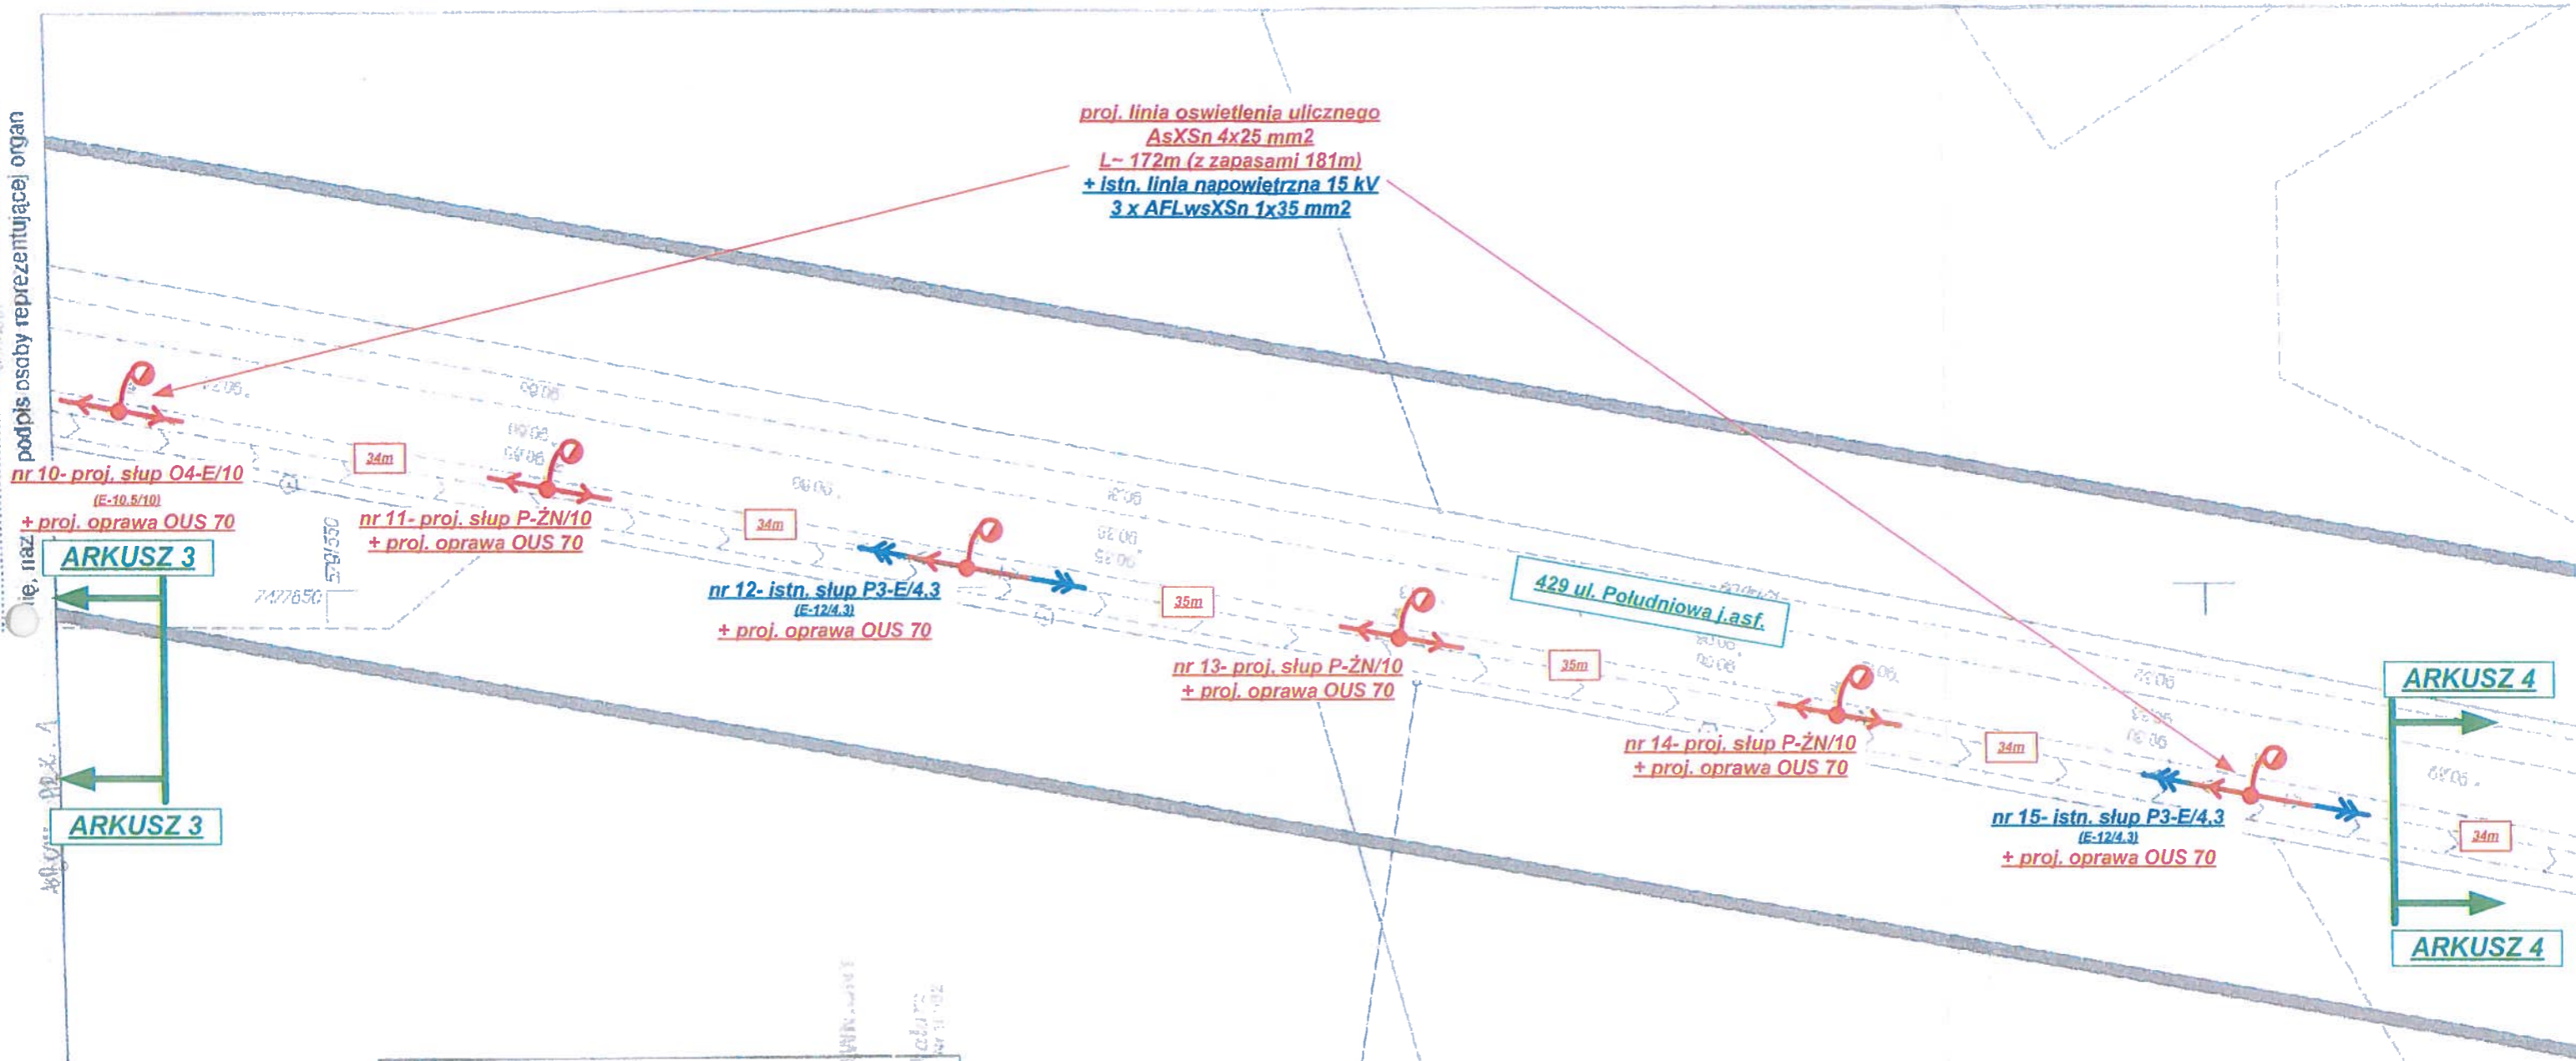 proj. linia oswietlenia ulicznego
AsXSn 4x25 mm2
L~ 172m (z zapasami 181m)
+ istn. linia napowietrzna 15 kV
3 x AFLwsXSn 1x35 mm2
podpis osoby reprezentującej organ
nr 10- proj. słup O4-E/10
(E-10.5/10)
+ proj. oprawa OUS 70
34m
nr 11- proj. słup P-ŻN/10
+ proj. oprawa OUS 70
34m
nr 12- istn. słup P3-E/4,3
(E-12/4.3)
+ proj. oprawa OUS 70
35m
nr 13- proj. słup P-ŻN/10
+ proj. oprawa OUS 70
35m
429 ul. Południowa j.asf.
nr 14- proj. słup P-ŻN/10
+ proj. oprawa OUS 70
34m
nr 15- istn. słup P3-E/4,3
(E-12/4.3)
+ proj. oprawa OUS 70
34m
ARKUSZ 3
ARKUSZ 3
7427650
ARKUSZ 4
ARKUSZ 4